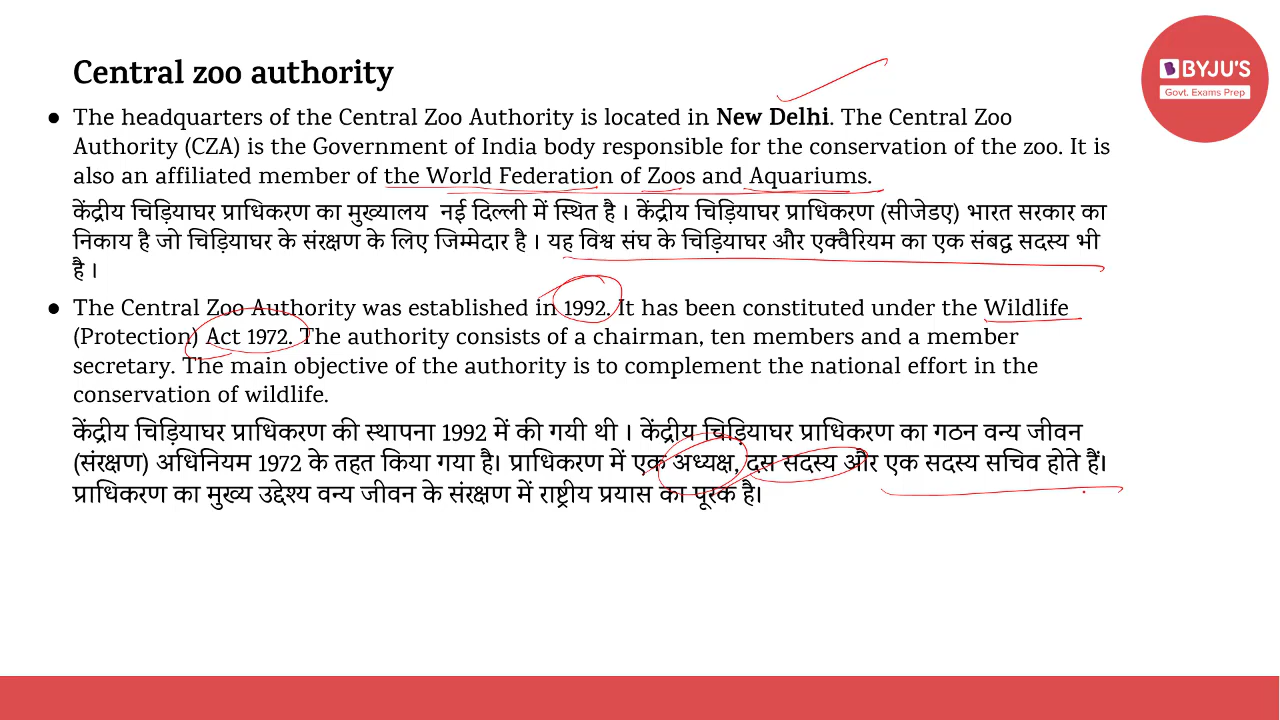 Central zoo authority
BYJU'S
Govt. Exams Prep
● The headquarters of the Central Zoo Authority is located in New Delhi. The Central Zoo
Authority (CZA) is the Government of India body responsible for the conservation of the zoo. It is
also an affiliated member of the World Federation of Zoos and Aquariums.
केंद्रीय चिड़ियाघर प्राधिकरण का मुख्यालय नई दिल्ली में स्थित है । केंद्रीय चिड़ियाघर प्राधिकरण (सीजेडए) भारत सरकार का
निकाय है जो चिड़ियाघर के संरक्षण के लिए जिम्मेदार है । यह विश्व संघ के चिड़ियाघर और एक्वैरियम का एक संबद्ध सदस्य भी
है ।
● The Central Zoo Authority was established in 1992. It has been constituted under the Wildlife
(Protection) Act 1972. The authority consists of a chairman, ten members and a member
secretary. The main objective of the authority is to complement the national effort in the
conservation of wildlife.
केंद्रीय चिड़ियाघर प्राधिकरण की स्थापना 1992 में की गयी थी । केंद्रीय चिड़ियाघर प्राधिकरण का गठन वन्य जीवन
(संरक्षण) अधिनियम 1972 के तहत किया गया है। प्राधिकरण में एक अध्यक्ष, दस सदस्य और एक सदस्य सचिव होते हैं।
प्राधिकरण का मुख्य उद्देश्य वन्य जीवन के संरक्षण में राष्ट्रीय प्रयास का पूरक है।